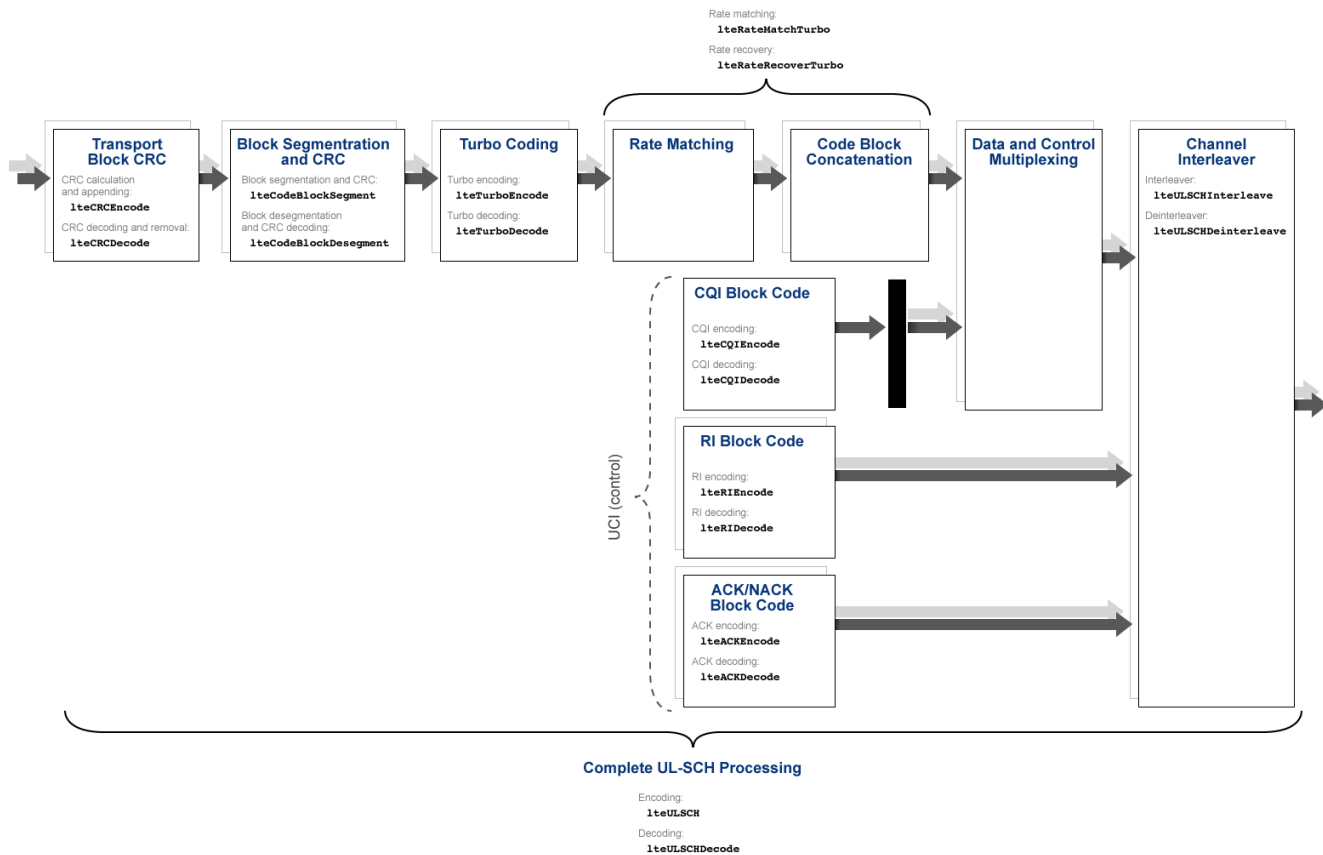 Rate matching:
lteRateMatchTurbo
Rate recovery:
lteRateRecoverTurbo
Transport
Block CRC
CRC calculation
and appending:
lteCRCEncode
CRC decoding and removal:
lteCRCDecode
Block Segmentration
and CRC
Block segmentation and CRC:
lteCodeBlockSegment
Block desegmentation
and CRC decoding:
lteCodeBlockDesegment
Turbo Coding
Turbo encoding:
lteTurboEncode
Turbo decoding:
lteTurboDecode
Rate Matching
Code Block
Concatenation
Data and Control
Multiplexing
Channel
Interleaver
Interleaver:
lteULSCHInterleave
Deinterleaver:
lteULSCHDeinterleave
UCI (control)
CQI Block Code
CQI encoding:
lteCQIEncode
CQI decoding:
lteCQIDecode
RI Block Code
RI encoding:
lteRIEncode
RI decoding:
lteRIDecode
ACK/NACK
Block Code
ACK encoding:
lteACKEncode
ACK decoding:
lteACKDecode
Complete UL-SCH Processing
Encoding:
lteULSCH
Decoding:
lteULSCHDecode